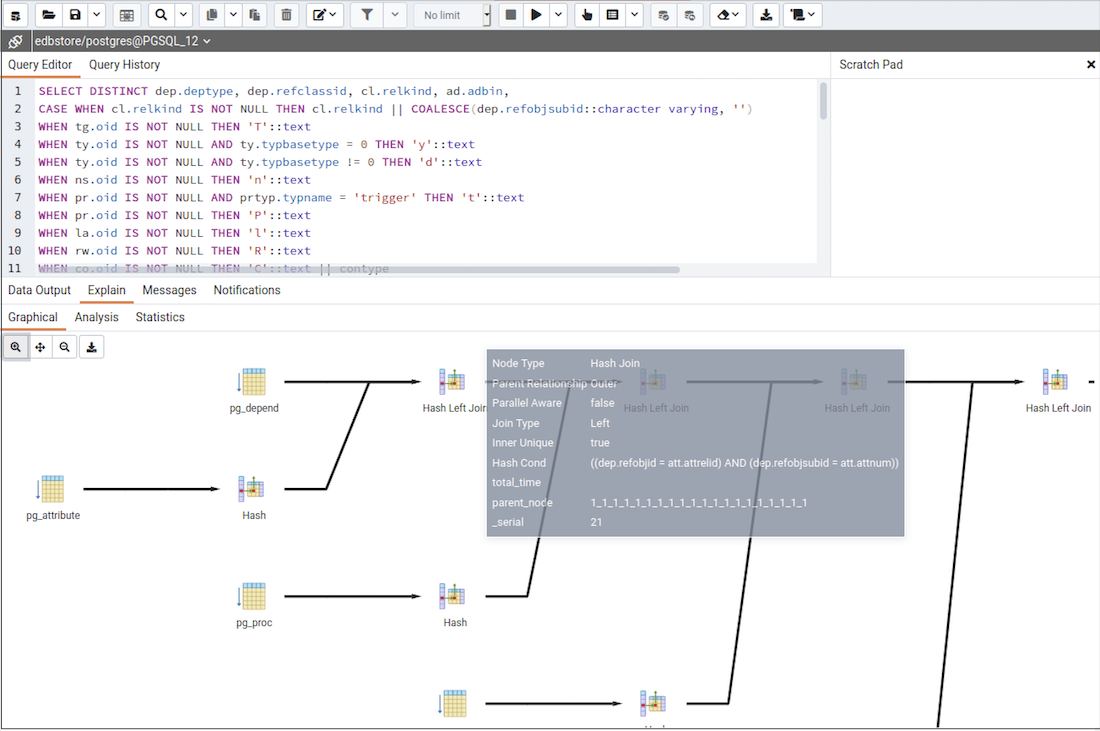 No limit
edbstore/postgres@PGSQL_12
Query Editor Query History Scratch Pad
1 SELECT DISTINCT dep.deptype, dep.refclassid, cl.relkind, ad.adbin,
2 CASE WHEN cl.relkind IS NOT NULL THEN cl.relkind || COALESCE(dep.refobjsubid::character varying, '')
3 WHEN tg.oid IS NOT NULL THEN 'T'::text
4 WHEN ty.oid IS NOT NULL AND ty.typbasetype = 0 THEN 'y'::text
5 WHEN ty.oid IS NOT NULL AND ty.typbasetype != 0 THEN 'd'::text
6 WHEN ns.oid IS NOT NULL THEN 'n'::text
7 WHEN pr.oid IS NOT NULL AND prtyp.typname = 'trigger' THEN 't'::text
8 WHEN pr.oid IS NOT NULL THEN 'P'::text
9 WHEN la.oid IS NOT NULL THEN 'l'::text
10 WHEN rw.oid IS NOT NULL THEN 'R'::text
11 WHEN co.oid IS NOT NULL THEN 'C'::text || contype
Data Output Explain Messages Notifications
Graphical Analysis Statistics
Node Type Hash Join
Parent Relationship Outer
Parallel Aware false
Join Type Left
Inner Unique true
Hash Cond ((dep.refobjid = att.attrelid) AND (dep.refobjsubid = att.attnum))
total_time
parent_node 1_1_1_1_1_1_1_1_1_1_1_1_1_1_1_1_1_1_1_1
_serial 21
pg_depend Hash Left Join Hash Left Join Hash Left Join Hash Left Join
pg_attribute Hash
pg_proc Hash